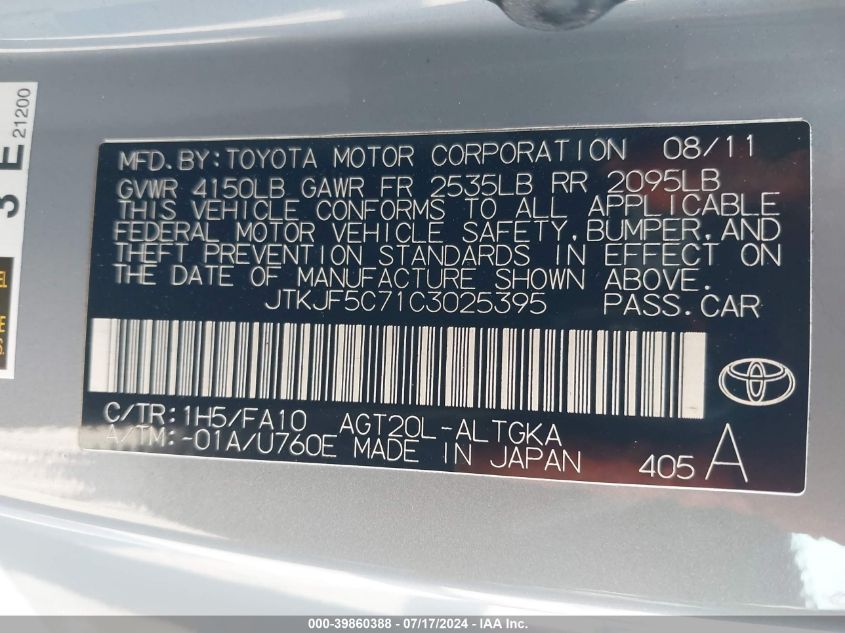 3 E
21200
MFD. BY: TOYOTA MOTOR CORPORATION 08/11
GVWR 4150LB GAWR FR 2535LB RR 2095LB
THIS VEHICLE CONFORMS TO ALL APPLICABLE
FEDERAL MOTOR VEHICLE SAFETY, BUMPER, AND
THEFT PREVENTION STANDARDS IN EFFECT ON
THE DATE OF MANUFACTURE SHOWN ABOVE.
JTKJF5C71C3025395 PASS. CAR
C/TR: 1H5/FA10 AGT20L-ALTGKA
A/TM: -01A/U760E MADE IN JAPAN
405 A
000-39860388 - 07/17/2024 - IAA Inc.